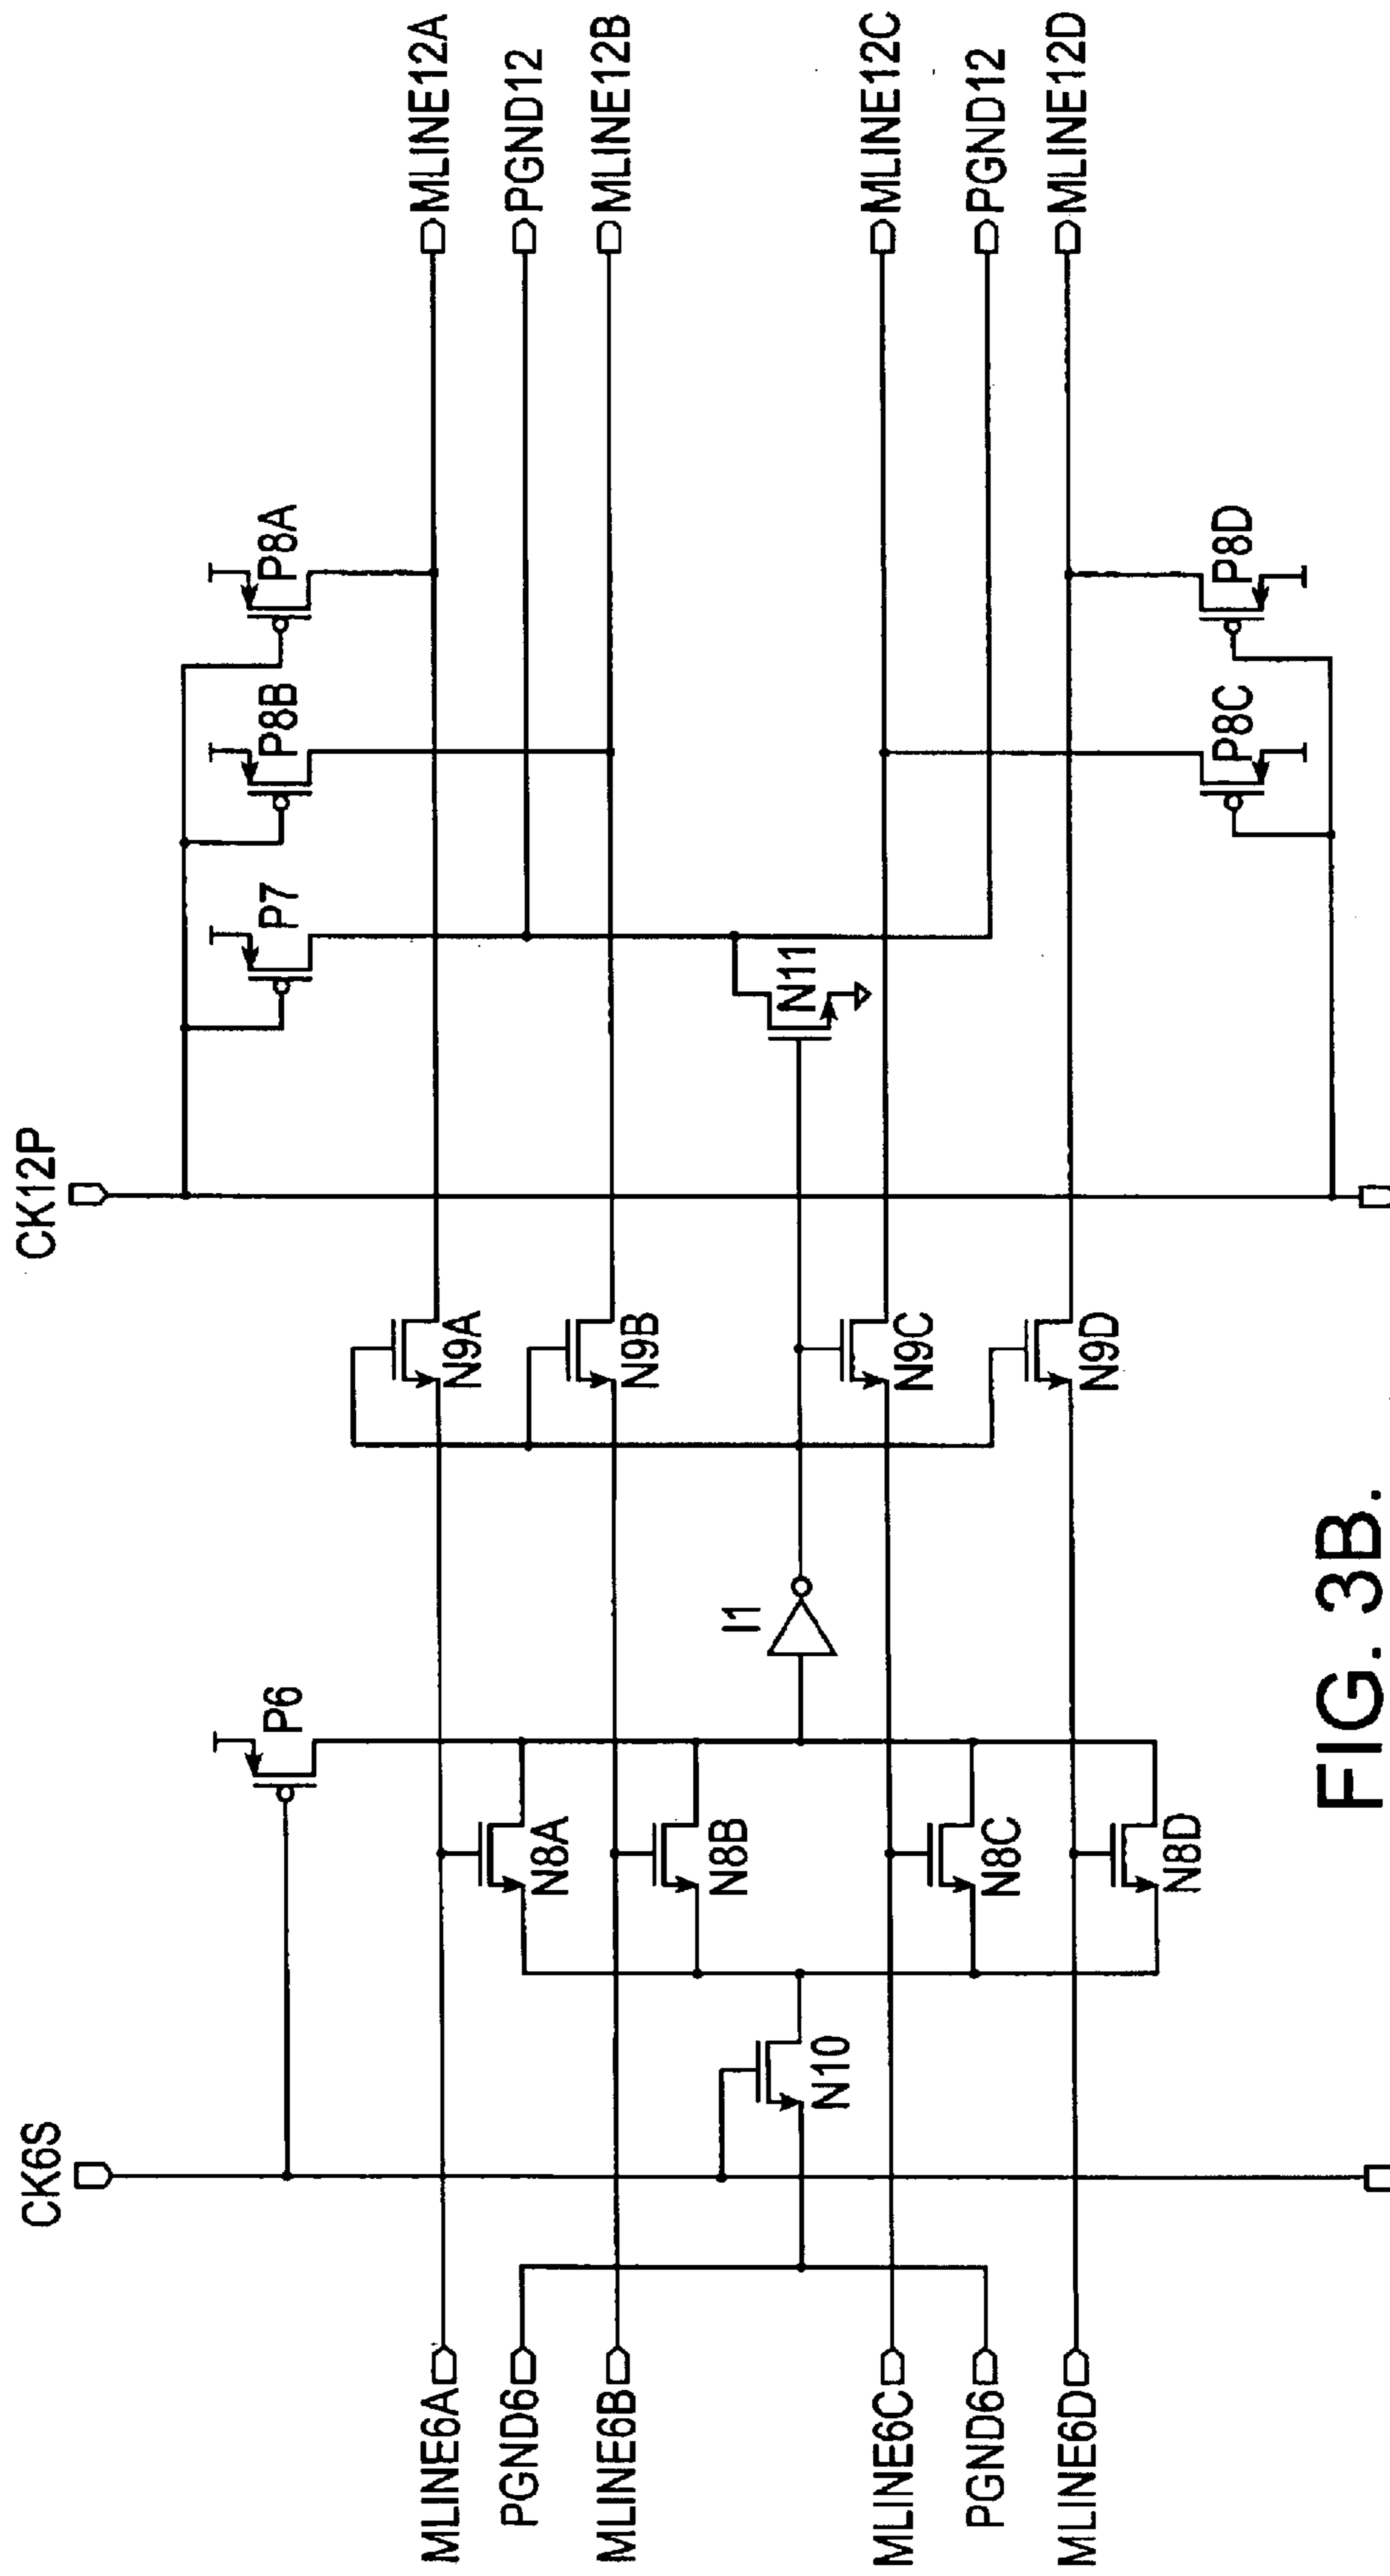 CK6S
CK12P
P6
P7
P8B
P8A
MLINE6A
MLINE12A
N8A
N9A
PGND6
PGND12
MLINE6B
MLINE12B
N8B
N9B
I1
N10
N11
MLINE6C
MLINE12C
N8C
N9C
PGND6
PGND12
MLINE6D
MLINE12D
N8D
N9D
P8C
P8D
FIG. 3B.